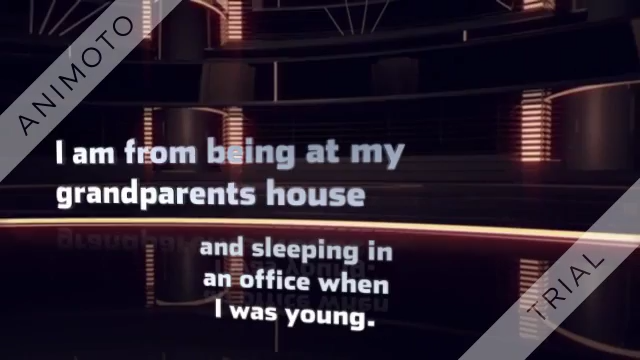 ANIMOTO
I am from being at my
grandparents house
and sleeping in
an office when
I was young.
TRIAL